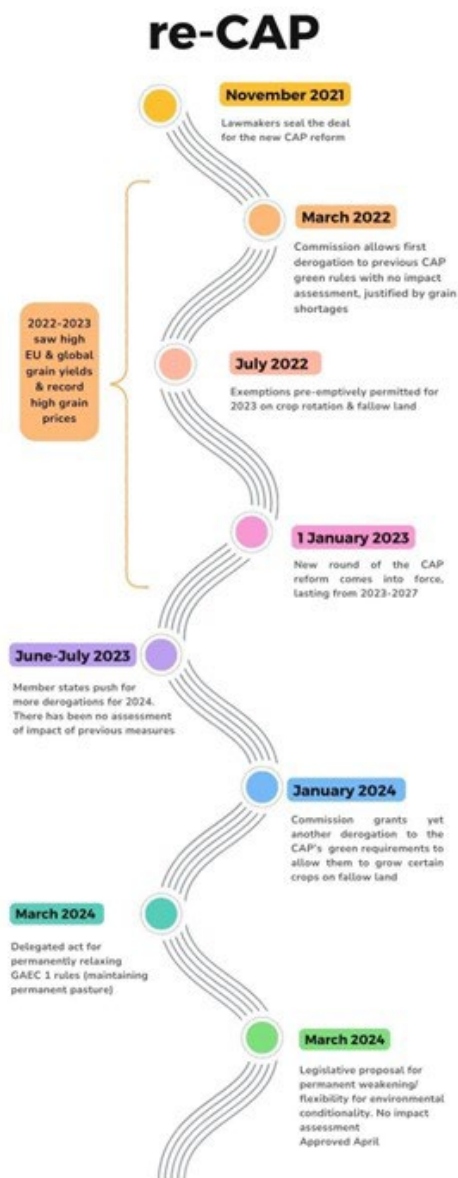 re-CAP
November 2021
Lawmakers seal the deal
for the new CAP reform
March 2022
Commission allows first
derogation to previous CAP
green rules with no impact
assessment, justified by grain
shortages
2022-2023
saw high
EU & global
grain yields
& record
high grain
prices
July 2022
Exemptions pre-emptively permitted for
2023 on crop rotation & fallow land
1 January 2023
New round of the CAP
reform comes into force,
lasting from 2023-2027
June-July 2023
Member states push for
more derogations for 2024.
There has been no assessment
of impact of previous measures
January 2024
Commission grants yet
another derogation to the
CAP's green requirements to
allow them to grow certain
crops on fallow land
March 2024
Delegated act for
permanently relaxing
GAEC 1 rules (maintaining
permanent pasture)
March 2024
Legislative proposal for
permanent weakening/
flexibility for environmental
conditionality. No impact
assessment
Approved April